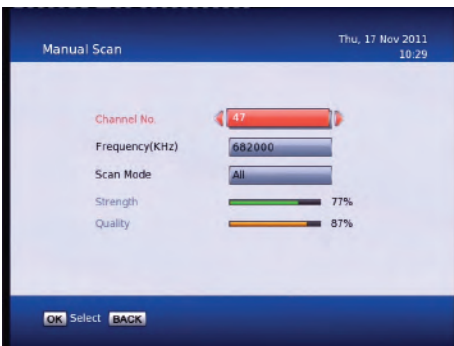 Manual Scan
Thu, 17 Nov 2011
10:29
Channel No. 47
Frequency(KHz) 682000
Scan Mode All
Strength 77%
Quality 87%
OK Select BACK